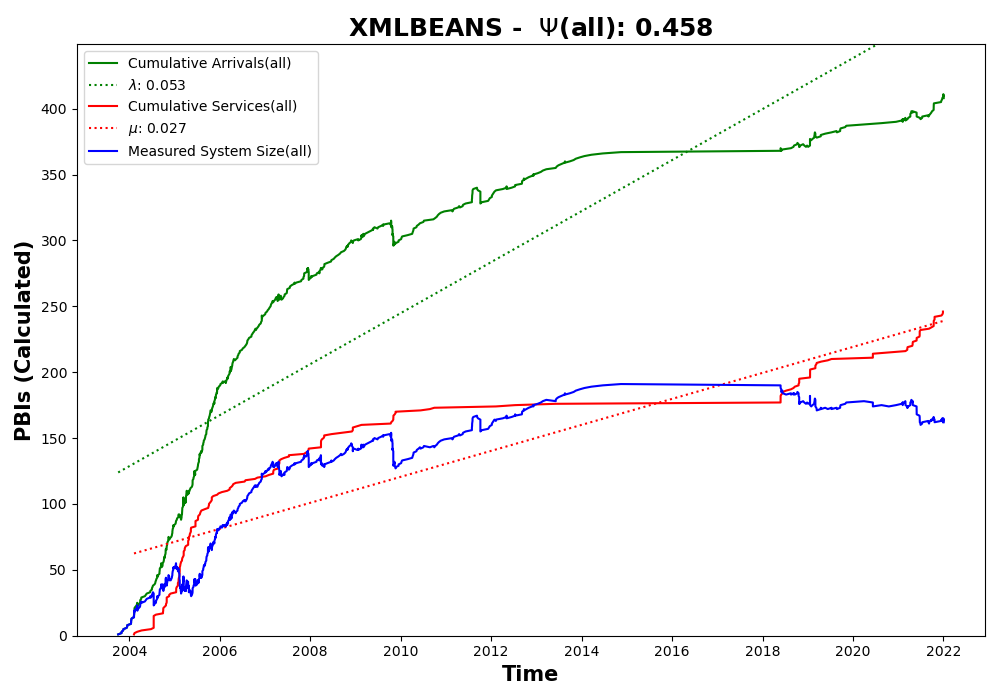 XMLBEANS -  Ψ(all): 0.458
Cumulative Arrivals(all)
λ: 0.053
Cumulative Services(all)
μ: 0.027
Measured System Size(all)
PBIs (Calculated)
400
350
300
250
200
150
100
50
0
2004 2006 2008 2010 2012 2014 2016 2018 2020 2022
Time